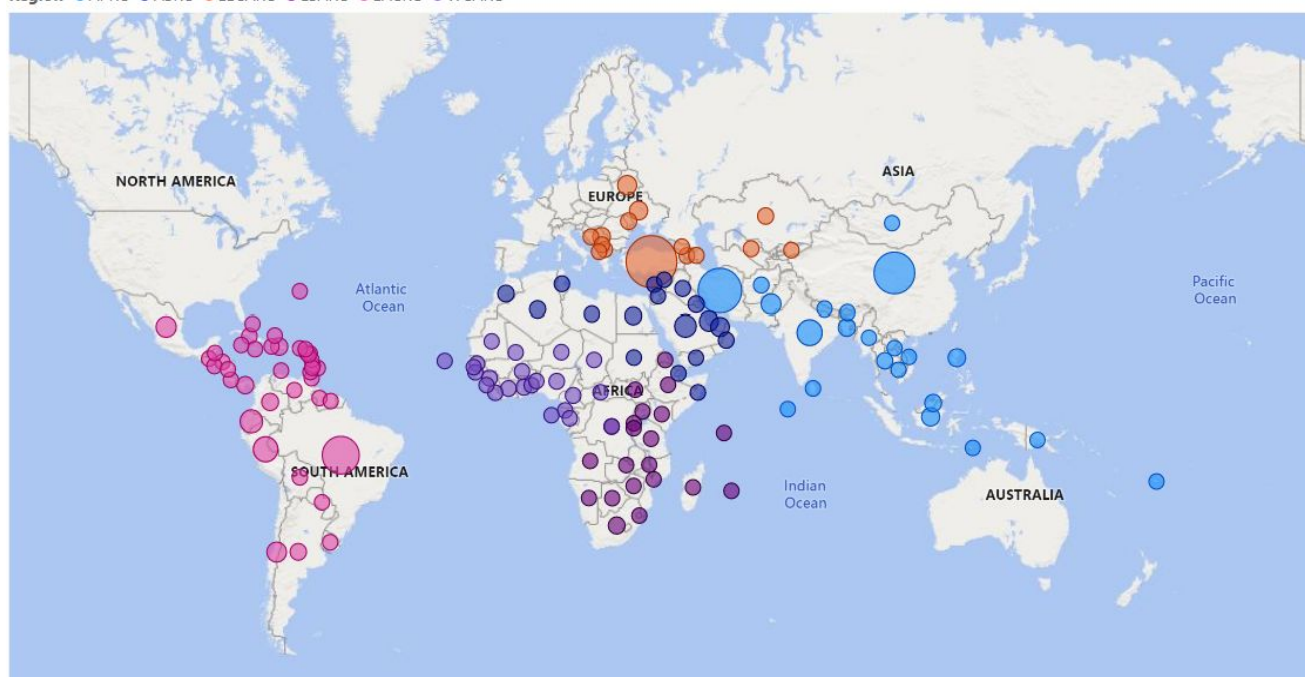 NORTH AMERICA
ASIA
EUROPE
Atlantic
Ocean
Pacific
Ocean
AFRICA
SOUTH AMERICA
Indian
Ocean
AUSTRALIA